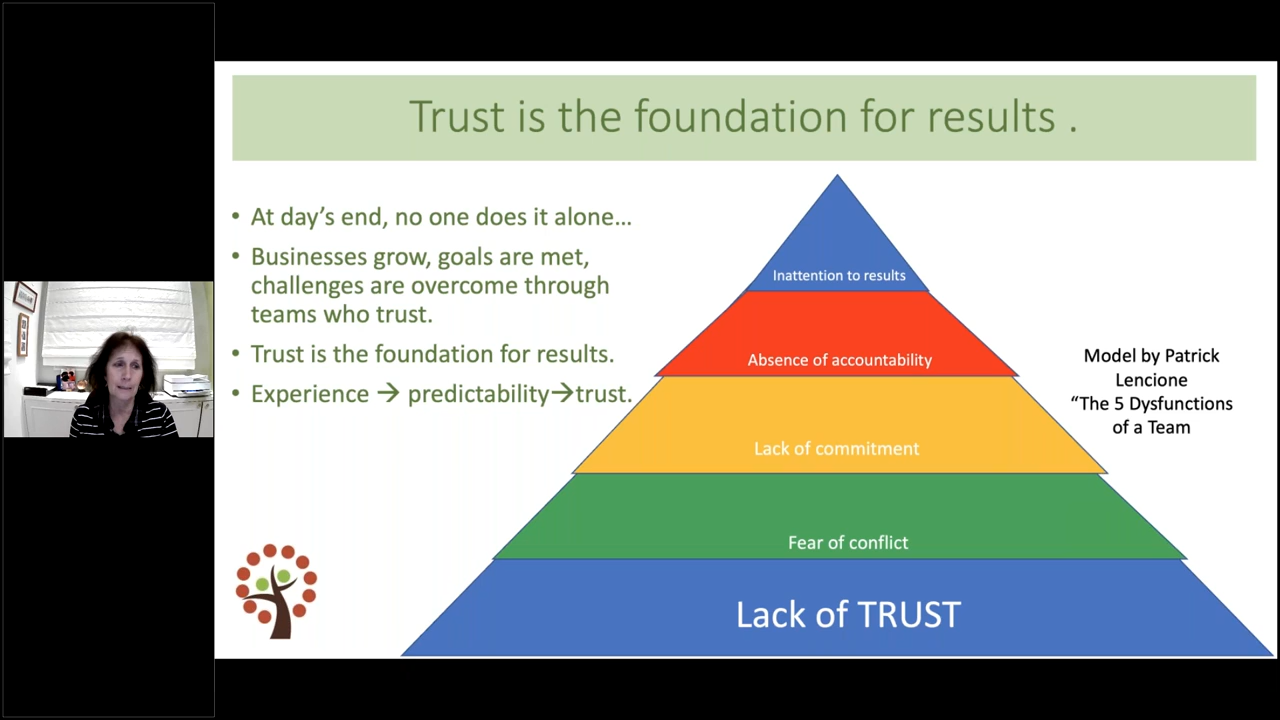 Trust is the foundation for results .
• At day's end, no one does it alone…
• Businesses grow, goals are met,
challenges are overcome through
teams who trust.
• Trust is the foundation for results.
• Experience → predictability→trust.
Inattention to results
Absence of accountability
Lack of commitment
Fear of conflict
Lack of TRUST
Model by Patrick
Lencione
“The 5 Dysfunctions
of a Team